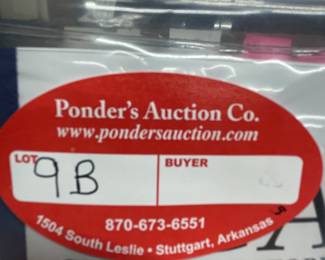 Ponder's Auction Co.
www.pondersauction.com
LOT 9B BUYER
870-673-6551
1504 South Leslie • Stuttgart, Arkansas